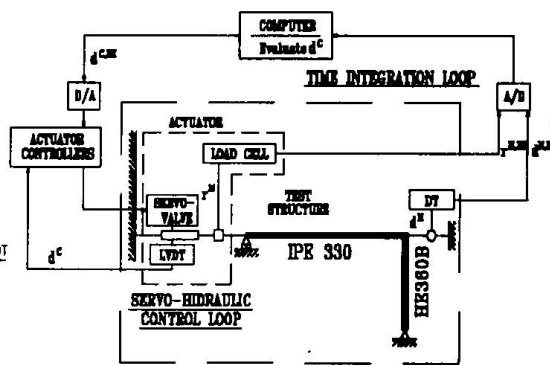 COMPUTER
Evaluate d^C
TIME INTEGRATION LOOP
D/A
A/D
ACTUATOR
CONTROLLERS
ACTUATOR
LOAD CELL
SERVO-
VALVE
LVDT
TEST
STRUCTURE
DT
IPE 330
HE360B
d^C
SERVO-HIDRAULIC
CONTROL LOOP